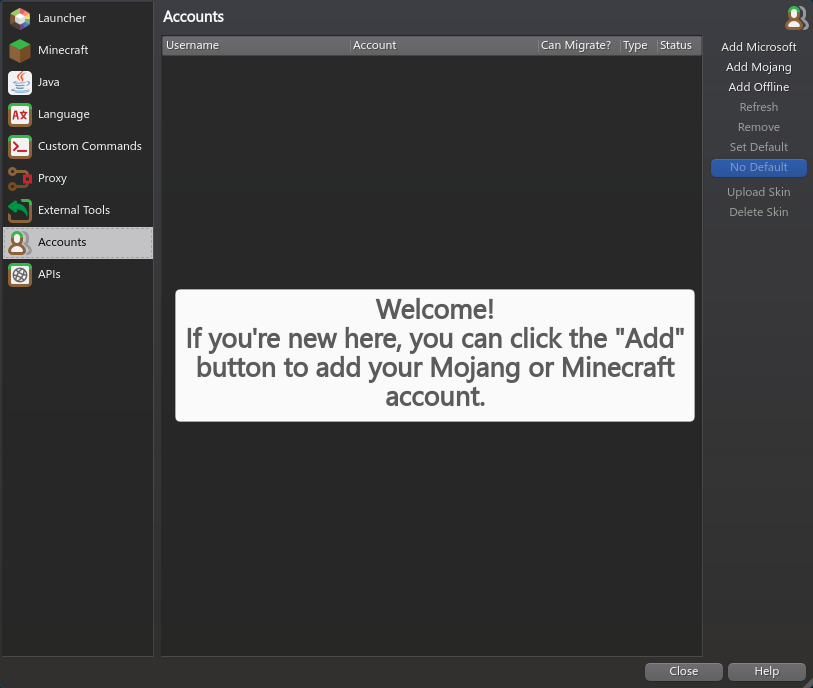 Launcher
Minecraft
Java
Language
Custom Commands
Proxy
External Tools
Accounts
APIs
Accounts
Username Account Can Migrate? Type Status
Welcome!
If you're new here, you can click the "Add"
button to add your Mojang or Minecraft
account.
Add Microsoft
Add Mojang
Add Offline
Refresh
Remove
Set Default
No Default
Upload Skin
Delete Skin
Close Help